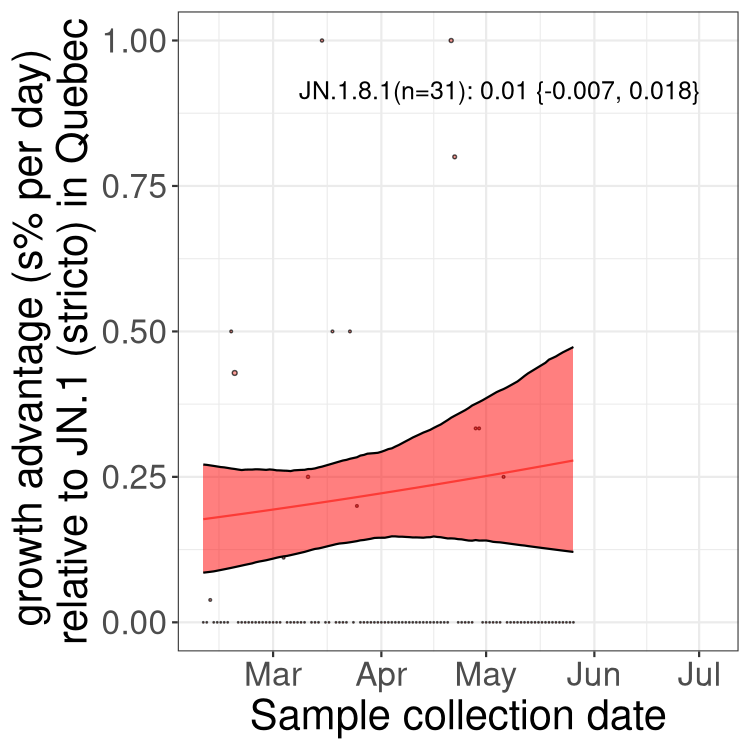 growth advantage (s% per day)
relative to JN.1 (stricto) in Quebec
1.00
0.75
0.50
0.25
0.00
JN.1.8.1(n=31): 0.01 {-0.007, 0.018}
Mar Apr May Jun Jul
Sample collection date